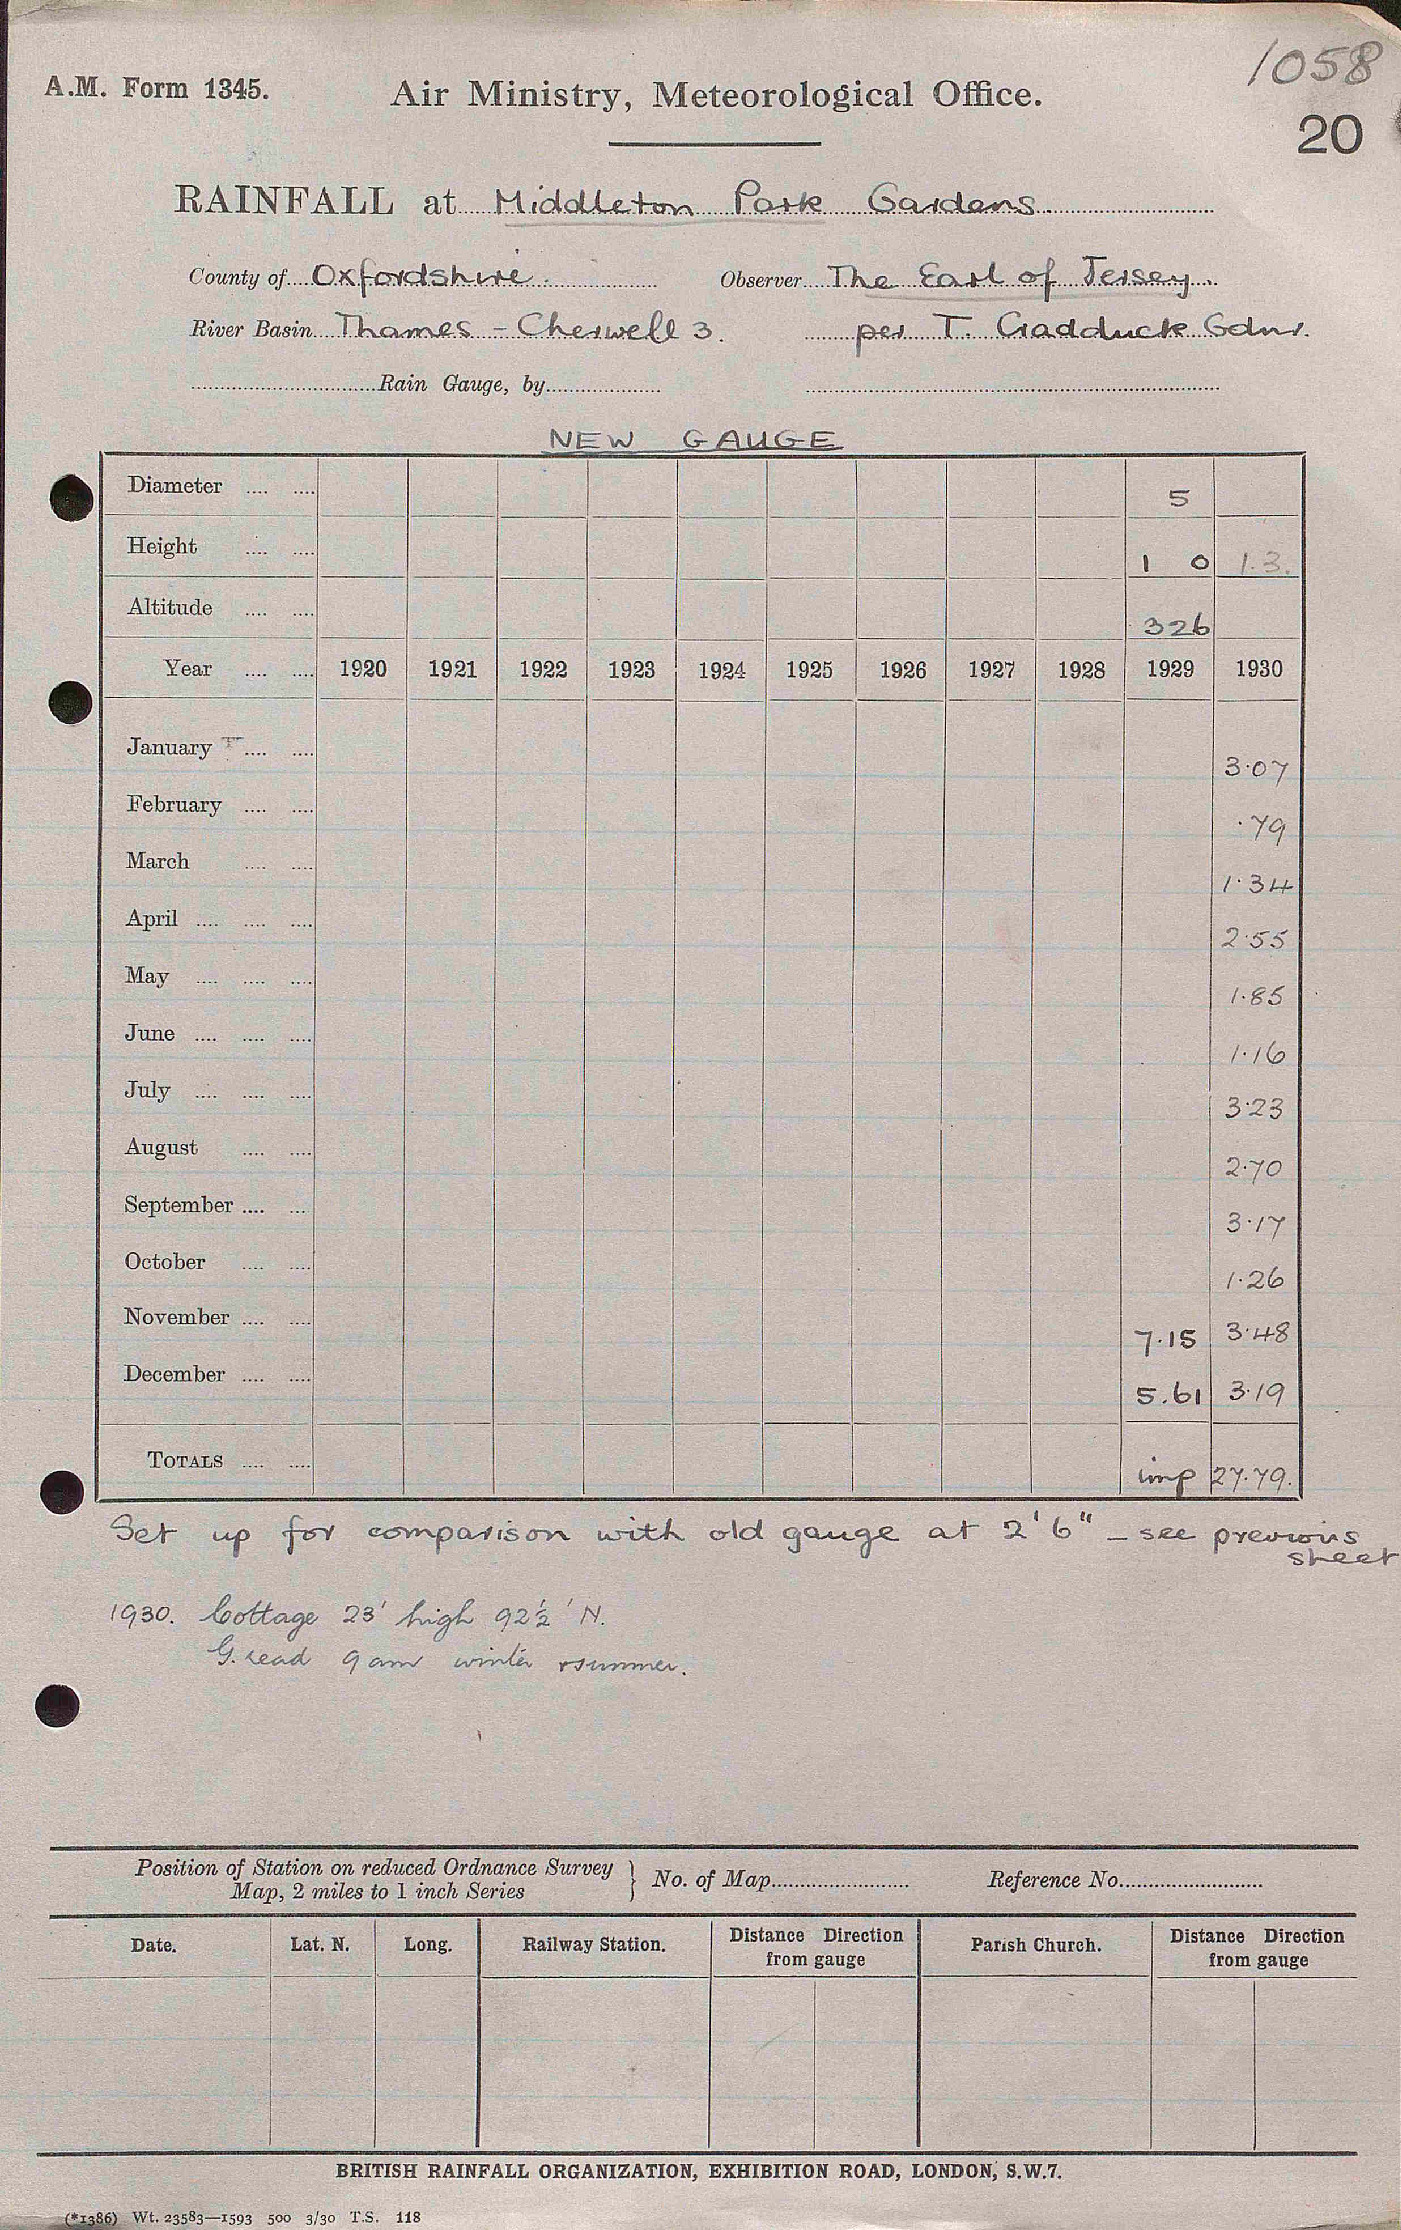 1058
A.M. Form 1345. Air Ministry, Meteorological Office.
20
RAINFALL at Middleton Park Gardens
County of Oxfordshire. Observer The Earl of Jersey
River Basin Thames - Cherwell 3. per T. Gadduck Gdnr.
Rain Gauge, by
NEW GAUGE
Diameter 5
Height 1 0 1.3.
Altitude 326
Year 1920 1921 1922 1923 1924 1925 1926 1927 1928 1929 1930
January 3.07
February .79
March 1.34
April 2.55
May 1.85
June 1.16
July 3.23
August 2.70
September 3.17
October 1.26
November 7.15 3.48
December 5.61 3.19
TOTALS imp 27.79.
Set up for comparison with old gauge at 2' 6" - see previous
sheet
1930. Cottage 23' high 92½' N.
G. read 9 am winter & summer.
Position of Station on reduced Ordnance Survey
Map, 2 miles to 1 inch Series } No. of Map Reference No.
Date. Lat. N. Long. Railway Station. Distance Direction from gauge Parish Church. Distance Direction from gauge
BRITISH RAINFALL ORGANIZATION, EXHIBITION ROAD, LONDON, S.W.7.
(*1386) Wt. 23583—1593 500 3/30 T.S. 118